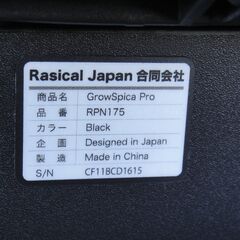 Rasical Japan 合同会社
商品名 GrowSpica Pro
品番 RPN175
カラー Black
企画 Designed in Japan
製造 Made in China
S/N CF11BCD1615